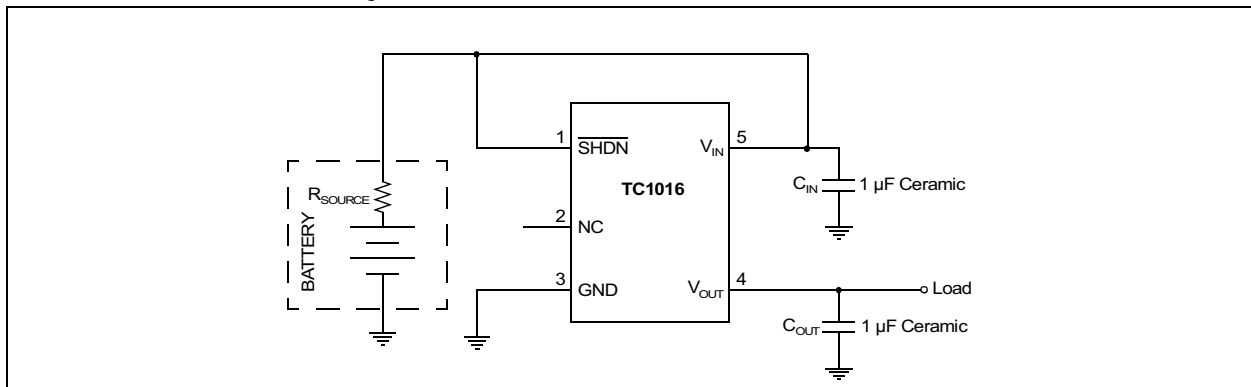 1
SHDN
VIN
5
CIN
1 µF Ceramic
TC1016
RSOURCE
BATTERY
2
NC
3
GND
VOUT
4
Load
COUT
1 µF Ceramic